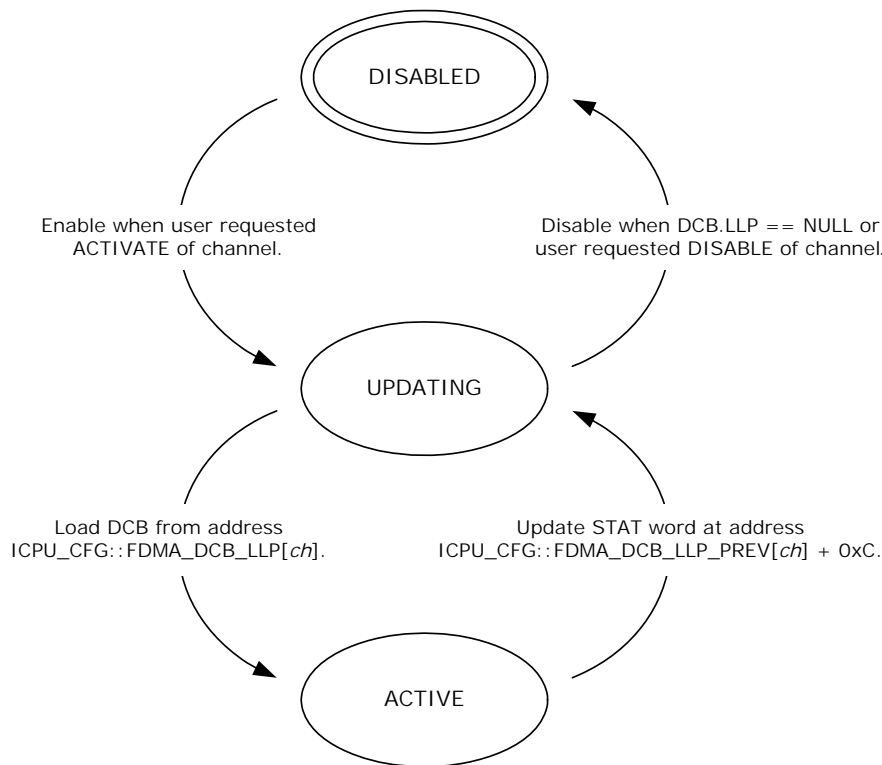 DISABLED
Enable when user requested
ACTIVATE of channel.
Disable when DCB.LLP == NULL or
user requested DISABLE of channel.
UPDATING
Load DCB from address
ICPU_CFG::FDMA_DCB_LLP[ch].
Update STAT word at address
ICPU_CFG::FDMA_DCB_LLP_PREV[ch] + 0xC.
ACTIVE